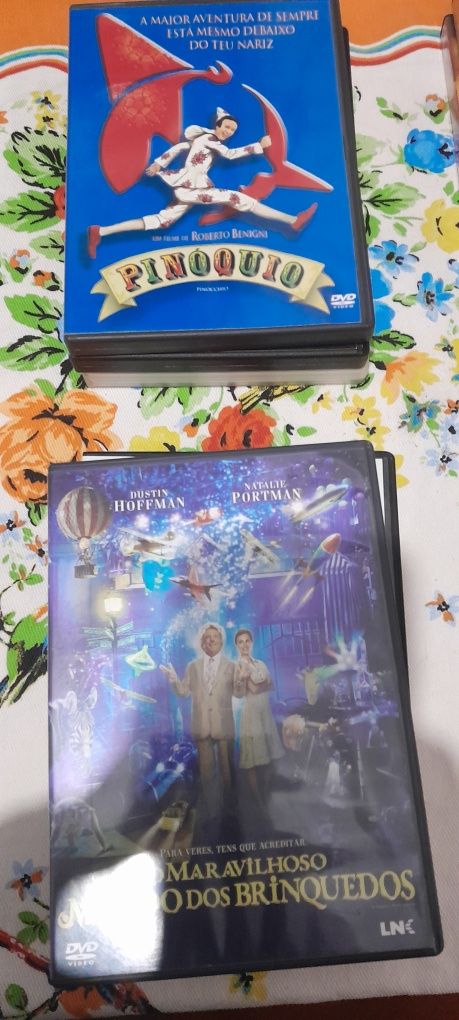 A MAIOR AVENTURA DE SEMPRE
ESTÁ MESMO DEBAIXO
DO TEU NARIZ
UM FILME DE ROBERTO BENIGNI
PINOQUIO
PINOCCHIO
DVD
VIDEO
DUSTIN
HOFFMAN
NATALIE
PORTMAN
PARA VERES, TENS QUE ACREDITAR
O MARAVILHOSO
DOS BRINQUEDOS
DVD
VIDEO
LNK